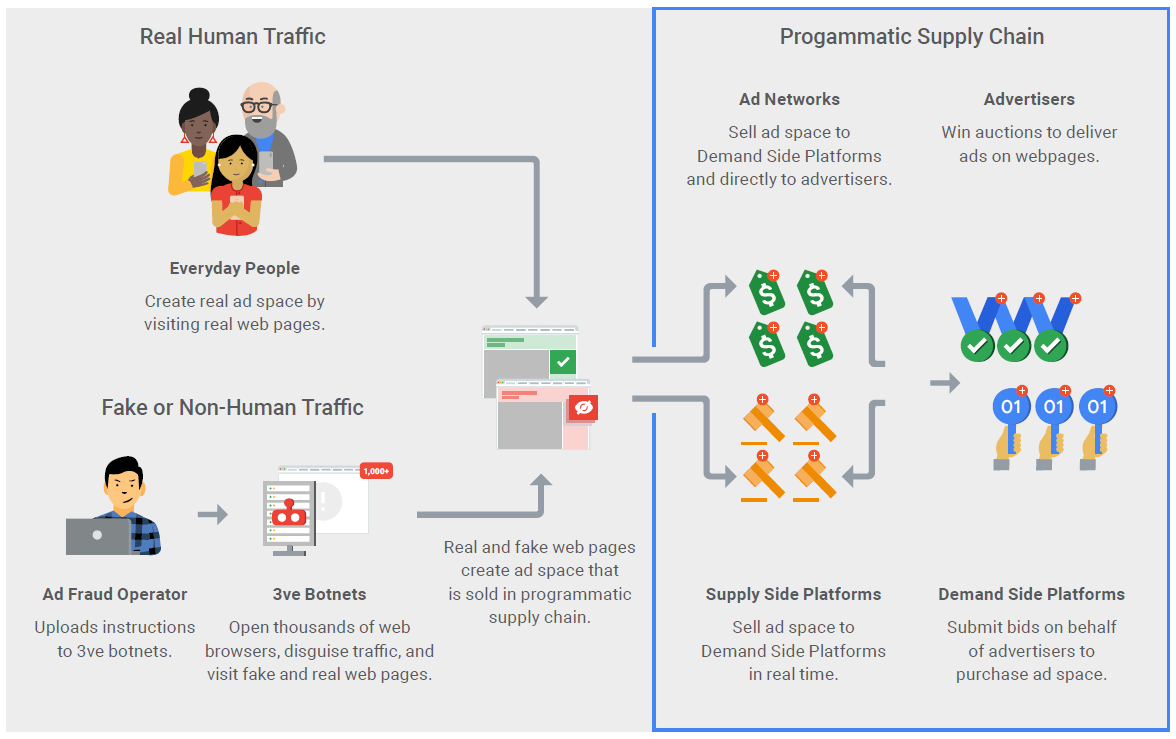 Real Human Traffic
Everyday People
Create real ad space by
visiting real web pages.
Fake or Non-Human Traffic
1,000+
Ad Fraud Operator
Uploads instructions
to 3ve botnets.
3ve Botnets
Open thousands of web
browsers, disguise traffic, and
visit fake and real web pages.
Real and fake web pages
create ad space that
is sold in programmatic
supply chain.
Progammatic Supply Chain
Ad Networks
Sell ad space to
Demand Side Platforms
and directly to advertisers.
Advertisers
Win auctions to deliver
ads on webpages.
$ $
$ $
01 01 01
Supply Side Platforms
Sell ad space to
Demand Side Platforms
in real time.
Demand Side Platforms
Submit bids on behalf
of advertisers to
purchase ad space.